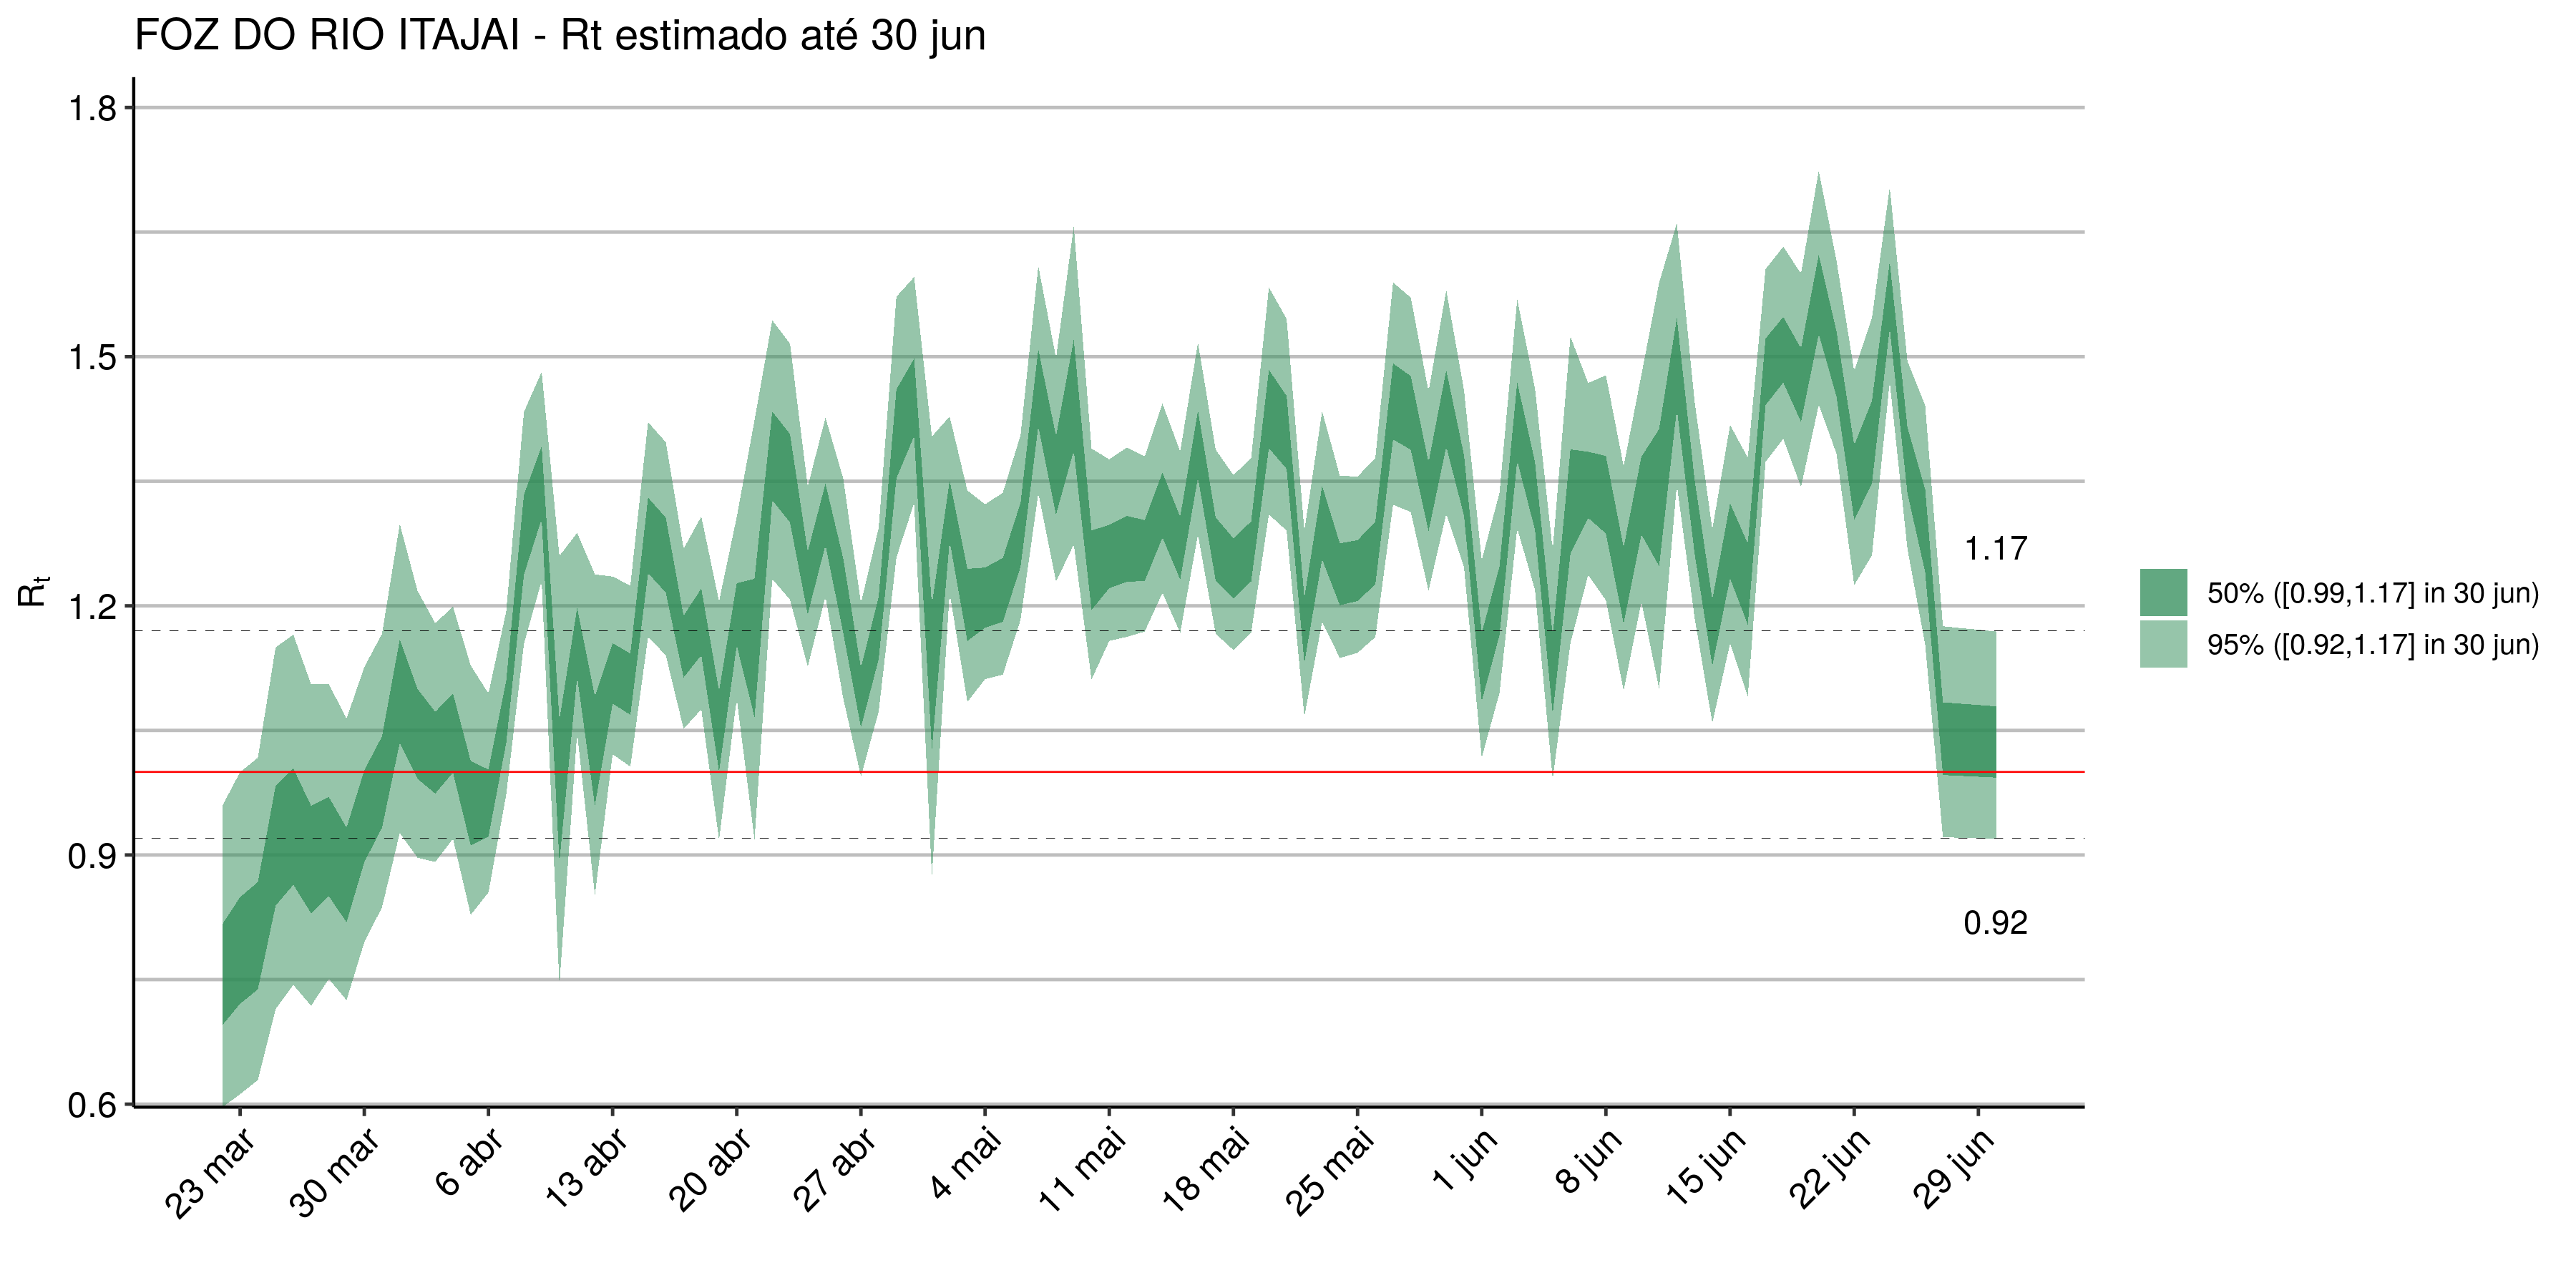 FOZ DO RIO ITAJAI - Rt estimado até 30 jun
1.8
1.5
1.2
0.9
0.6
Rt
1.17
0.92
50% ([0.99,1.17] in 30 jun)
95% ([0.92,1.17] in 30 jun)
23 mar
30 mar
6 abr
13 abr
20 abr
27 abr
4 mai
11 mai
18 mai
25 mai
1 jun
8 jun
15 jun
22 jun
29 jun